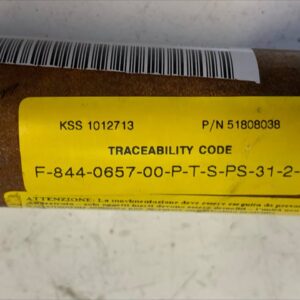 KSS 1012713 P/N 51808038
TRACEABILITY CODE
F-844-0657-00-P-T-S-PS-31-2-
ATTENZIONE: La movimentazione deve essere eseguita da